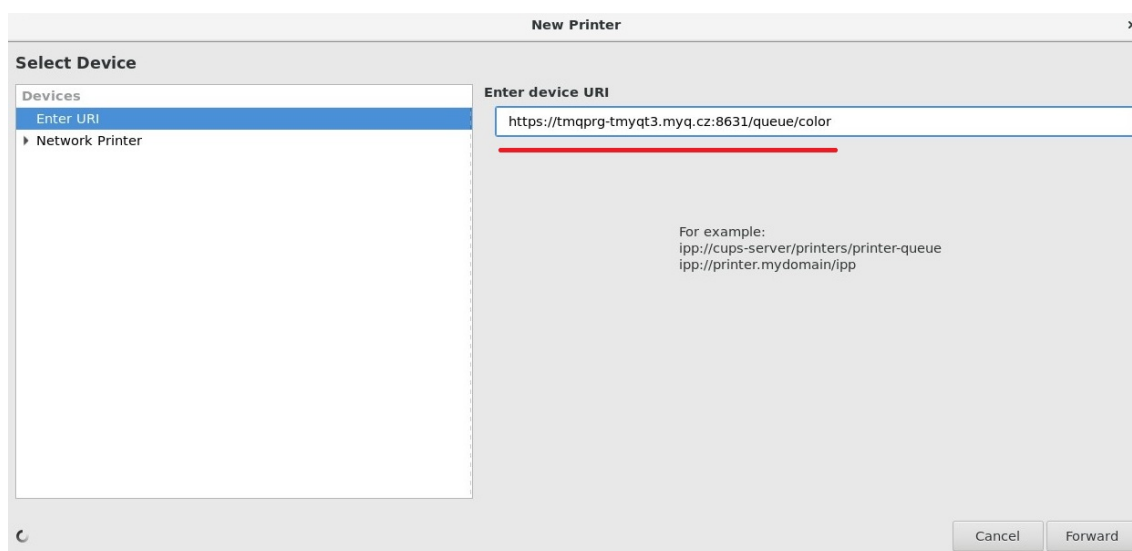 New Printer
Select Device
Devices
Enter URI
Network Printer
Enter device URI
https://tmqprg-tmyqt3.myq.cz:8631/queue/color
For example:
ipp://cups-server/printers/printer-queue
ipp://printer.mydomain/ipp
Cancel
Forward